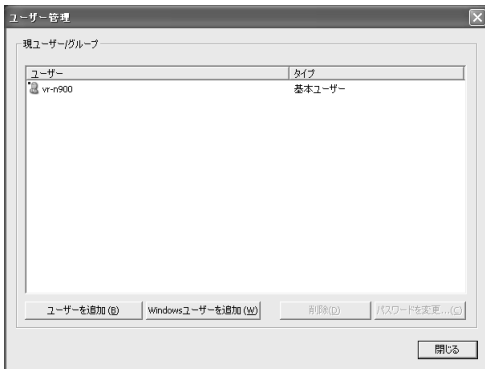 ユーザー管理
現ユーザー/グループ
ユーザー タイプ
vr-n900 基本ユーザー
ユーザーを追加(B) Windowsユーザーを追加(W) 削除(D) パスワードを変更...(C)
閉じる